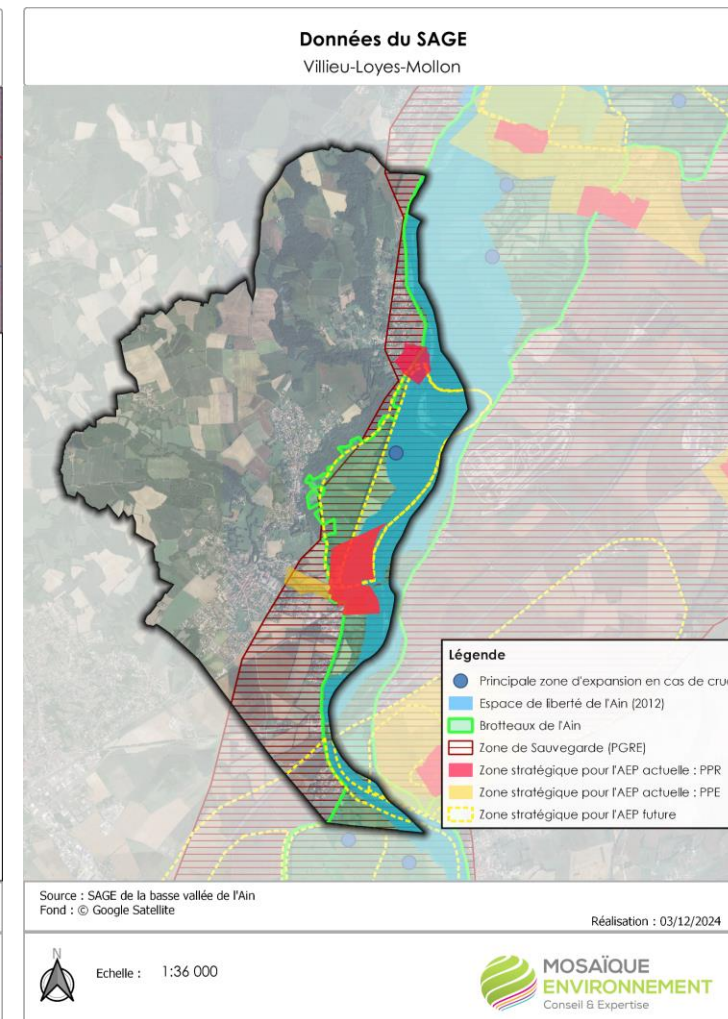 Données du SAGE
Villieu-Loyes-Mollon
Légende
Principale zone d'expansion en cas de cru
Espace de liberté de l'Ain (2012)
Brotteaux de l'Ain
Zone de Sauvegarde (PGRE)
Zone stratégique pour l'AEP actuelle : PPR
Zone stratégique pour l'AEP actuelle : PPE
Zone stratégique pour l'AEP future
Source : SAGE de la basse vallée de l'Ain
Fond : © Google Satellite
Réalisation : 03/12/2024
N
Echelle : 1:36 000
MOSAÏQUE
ENVIRONNEMENT
Conseil & Expertise